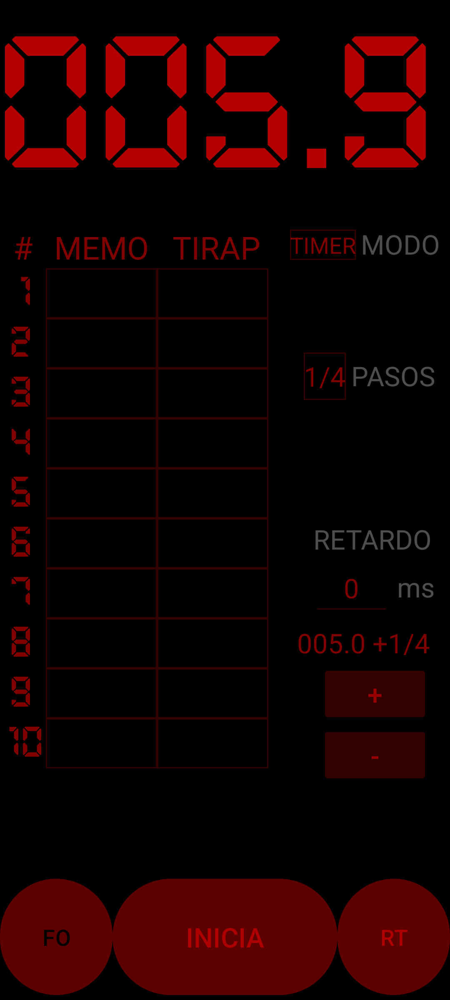 005.9
# MEMO TIRAP TIMER MODO
1
2
1/4 PASOS
3
4
5
6
RETARDO
7
0 ms
8
005.0 +1/4
9
+
10
-
FO INICIA RT